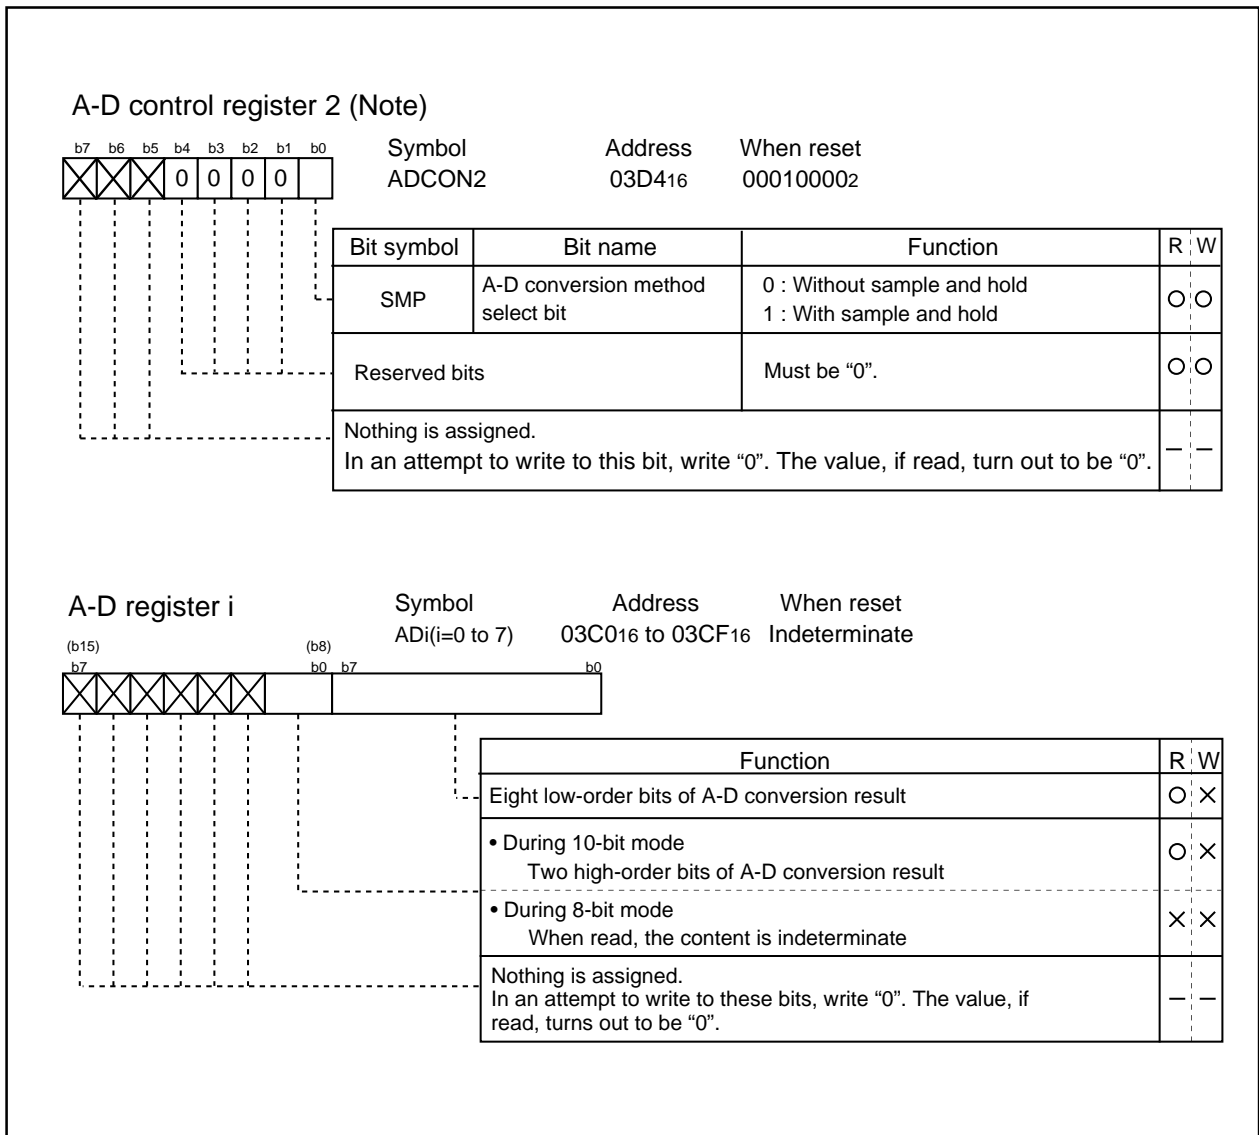 A-D control register 2 (Note)
b7 b6 b5 b4 b3 b2 b1 b0
0 0 0 0
Symbol Address When reset
ADCON2 03D416 000100002
Bit symbol Bit name Function R W
SMP
A-D conversion method
select bit
0 : Without sample and hold
1 : With sample and hold
Reserved bits Must be “0”.
Nothing is assigned.
In an attempt to write to this bit, write “0”. The value, if read, turn out to be “0”.
A-D register i
Symbol Address When reset
ADi(i=0 to 7) 03C016 to 03CF16 Indeterminate
(b15) (b8)
b7 b0 b7 b0
Function R W
Eight low-order bits of A-D conversion result
• During 10-bit mode
Two high-order bits of A-D conversion result
• During 8-bit mode
When read, the content is indeterminate
Nothing is assigned.
In an attempt to write to these bits, write “0”. The value, if
read, turns out to be “0”.